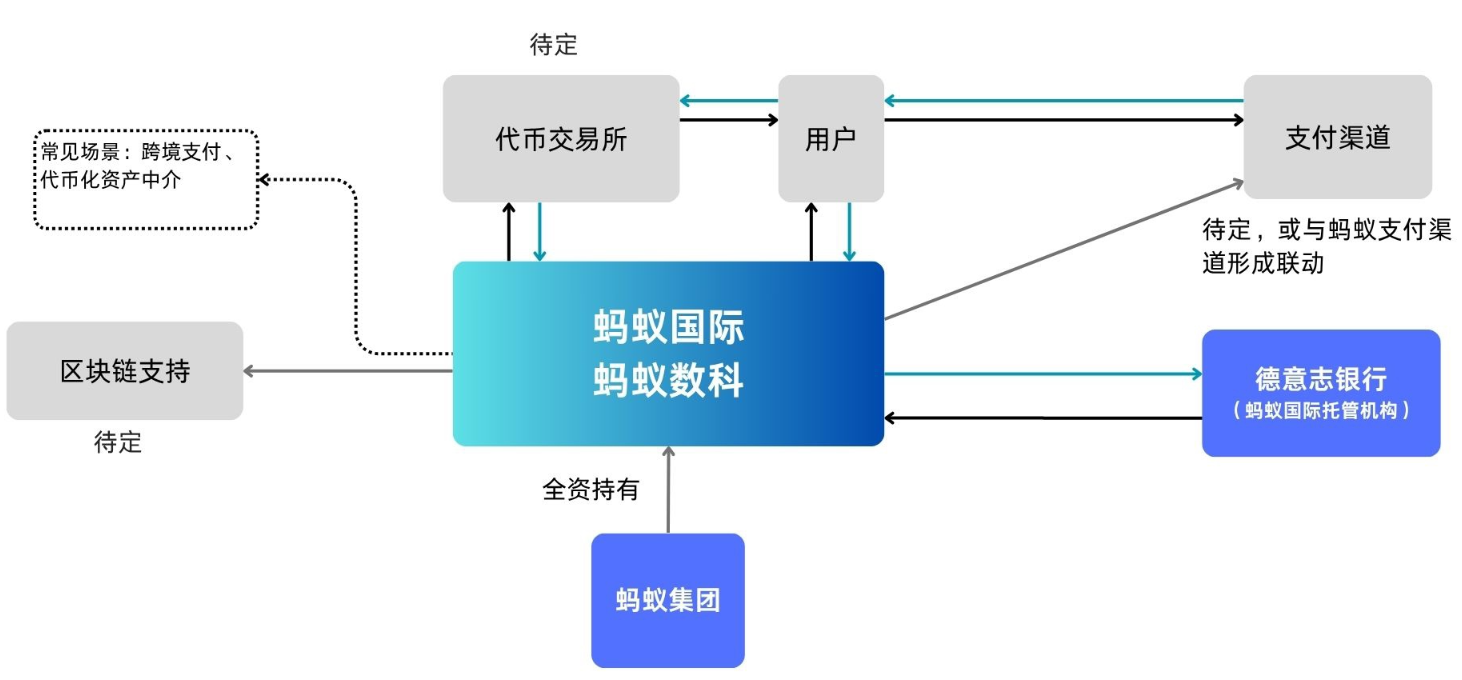 待定
代币交易所
用户
支付渠道
常见场景：跨境支付、
代币化资产中介
待定，或与蚂蚁支付渠
道形成联动
蚂蚁国际
蚂蚁数科
区块链支持
待定
德意志银行
（蚂蚁国际托管机构）
全资持有
蚂蚁集团